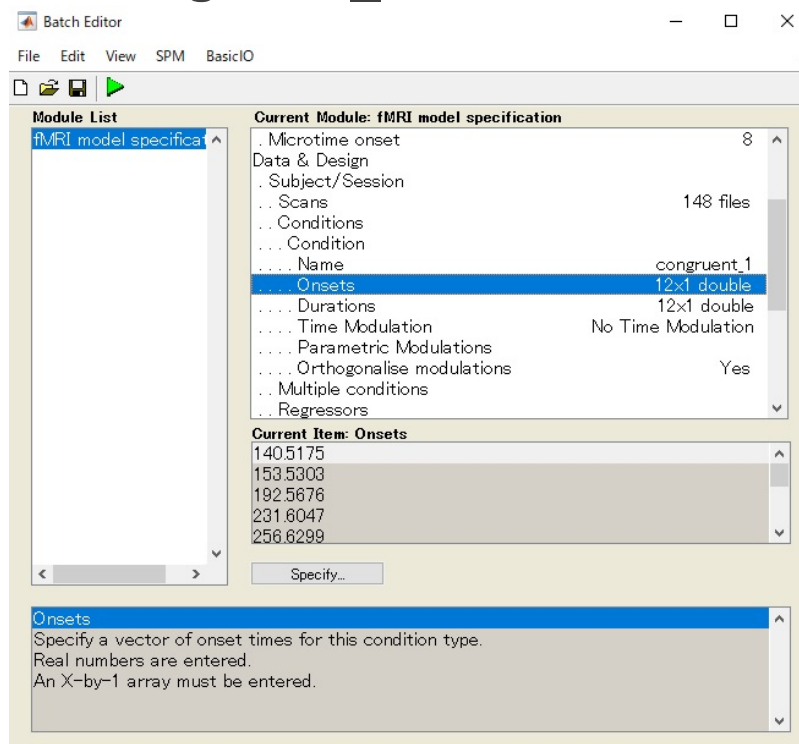 Batch Editor
File Edit View SPM BasicIO
Module List
fMRI model specificat
Current Module: fMRI model specification
. Microtime onset 8
Data & Design
. Subject/Session
. . Scans 148 files
. . Conditions
. . . Condition
. . . . Name congruent_1
. . . . Onsets 12×1 double
. . . . Durations 12×1 double
. . . . Time Modulation No Time Modulation
. . . . Parametric Modulations
. . . . Orthogonalise modulations Yes
. . Multiple conditions
. . Regressors
Current Item: Onsets
140.5175
153.5303
192.5676
231.6047
256.6299
Specify...
Onsets
Specify a vector of onset times for this condition type.
Real numbers are entered.
An X-by-1 array must be entered.